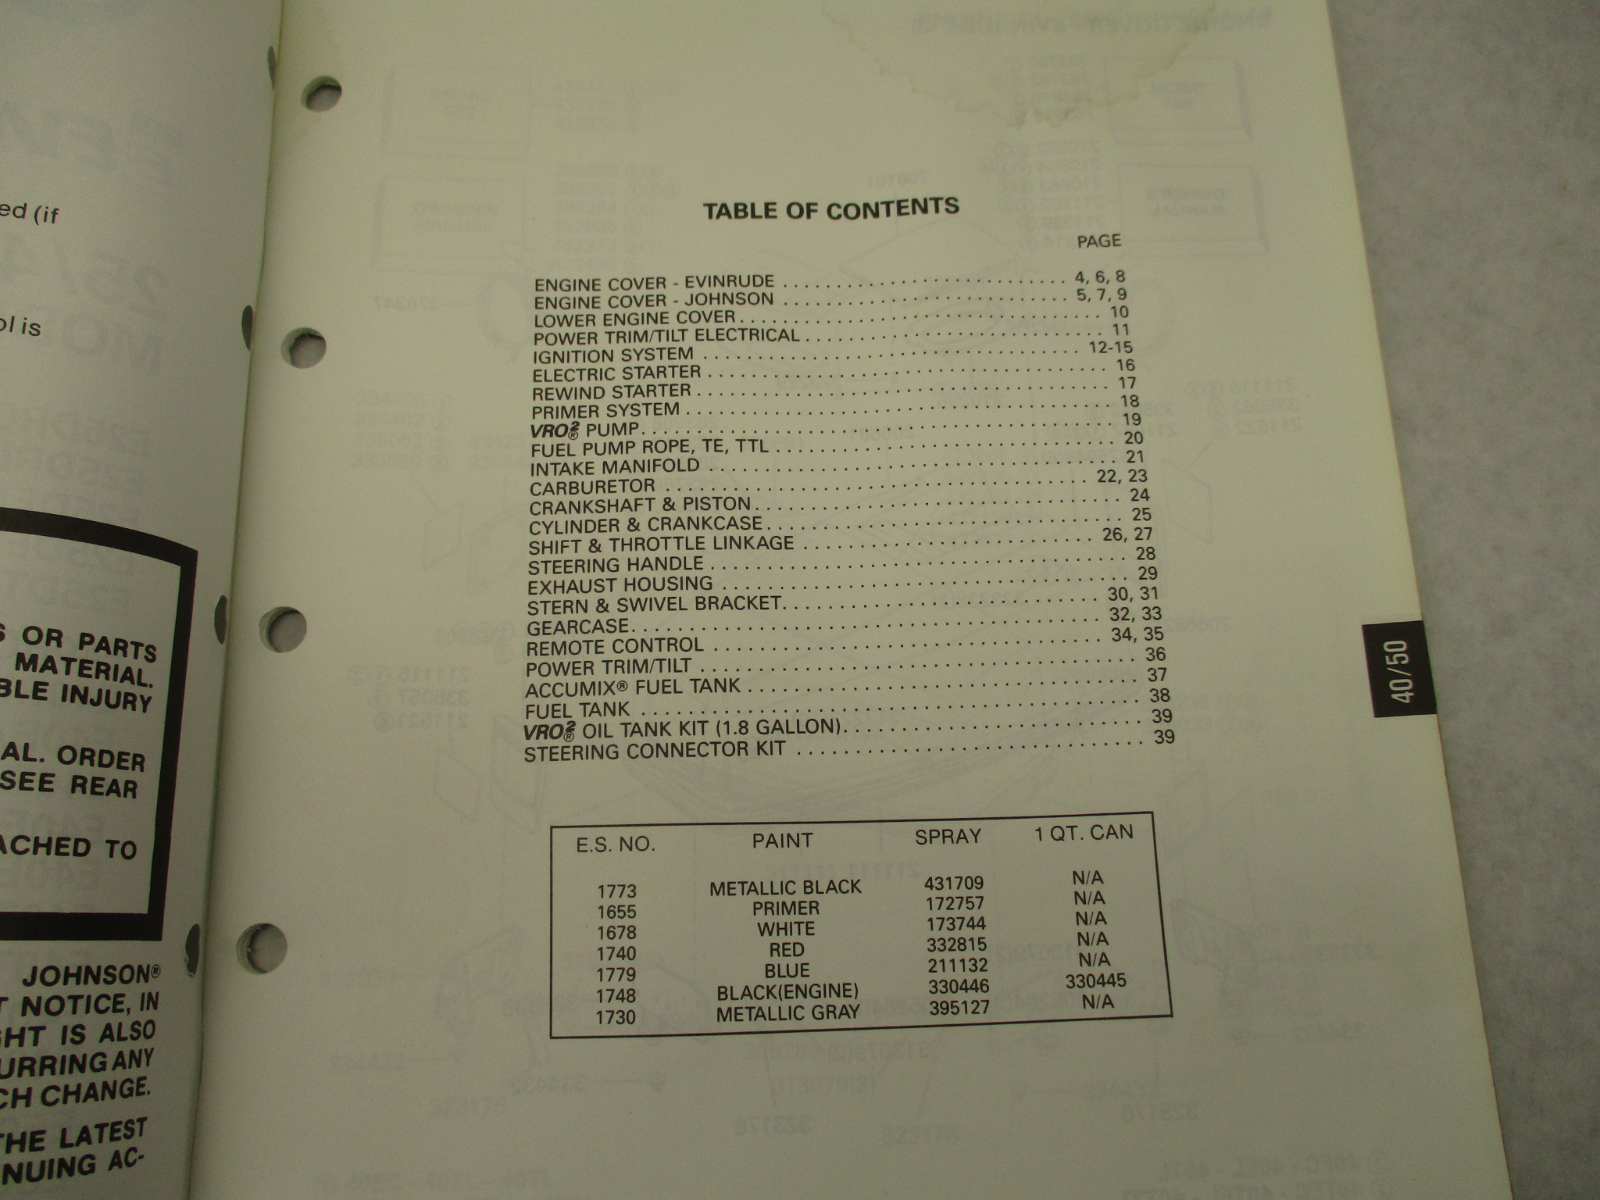 ed (if
ol is
S OR PARTS
MATERIAL.
BLE INJURY
AL. ORDER
SEE REAR
ACHED TO
JOHNSON®
T NOTICE, IN
GHT IS ALSO
URRING ANY
CH CHANGE.
THE LATEST
NUING AC-
TABLE OF CONTENTS
PAGE
ENGINE COVER - EVINRUDE . . . . . . . . . . . . . . . . . . . . . . . . . 4, 6, 8
ENGINE COVER - JOHNSON . . . . . . . . . . . . . . . . . . . . . . . . . 5, 7, 9
LOWER ENGINE COVER . . . . . . . . . . . . . . . . . . . . . . . . . . . . . . . 10
POWER TRIM/TILT ELECTRICAL . . . . . . . . . . . . . . . . . . . . . . . . . . 11
IGNITION SYSTEM . . . . . . . . . . . . . . . . . . . . . . . . . . . . . . . . 12-15
ELECTRIC STARTER . . . . . . . . . . . . . . . . . . . . . . . . . . . . . . . . . . 16
REWIND STARTER . . . . . . . . . . . . . . . . . . . . . . . . . . . . . . . . . . . 17
PRIMER SYSTEM . . . . . . . . . . . . . . . . . . . . . . . . . . . . . . . . . . . . 18
VRO2® PUMP . . . . . . . . . . . . . . . . . . . . . . . . . . . . . . . . . . . . . . . 19
FUEL PUMP ROPE, TE, TTL . . . . . . . . . . . . . . . . . . . . . . . . . . . . . 20
INTAKE MANIFOLD . . . . . . . . . . . . . . . . . . . . . . . . . . . . . . . . . . . 21
CARBURETOR . . . . . . . . . . . . . . . . . . . . . . . . . . . . . . . . . . . . 22, 23
CRANKSHAFT & PISTON . . . . . . . . . . . . . . . . . . . . . . . . . . . . . . . 24
CYLINDER & CRANKCASE . . . . . . . . . . . . . . . . . . . . . . . . . . . . . . 25
SHIFT & THROTTLE LINKAGE . . . . . . . . . . . . . . . . . . . . . . . . . 26, 27
STEERING HANDLE . . . . . . . . . . . . . . . . . . . . . . . . . . . . . . . . . . . 28
EXHAUST HOUSING . . . . . . . . . . . . . . . . . . . . . . . . . . . . . . . . . . . 29
STERN & SWIVEL BRACKET . . . . . . . . . . . . . . . . . . . . . . . . . . . 30, 31
GEARCASE . . . . . . . . . . . . . . . . . . . . . . . . . . . . . . . . . . . . . . . 32, 33
REMOTE CONTROL . . . . . . . . . . . . . . . . . . . . . . . . . . . . . . . . . 34, 35
POWER TRIM/TILT . . . . . . . . . . . . . . . . . . . . . . . . . . . . . . . . . . . . 36
ACCUMIX® FUEL TANK . . . . . . . . . . . . . . . . . . . . . . . . . . . . . . . . . 37
FUEL TANK . . . . . . . . . . . . . . . . . . . . . . . . . . . . . . . . . . . . . . . . . 38
VRO2® OIL TANK KIT (1.8 GALLON) . . . . . . . . . . . . . . . . . . . . . . . . . 39
STEERING CONNECTOR KIT . . . . . . . . . . . . . . . . . . . . . . . . . . . . . . 39
40/50
E.S. NO. PAINT SPRAY 1 QT. CAN
1773 METALLIC BLACK 431709 N/A
1655 PRIMER 172757 N/A
1678 WHITE 173744 N/A
1740 RED 332815 N/A
1779 BLUE 211132 N/A
1748 BLACK(ENGINE) 330446 330445
1730 METALLIC GRAY 395127 N/A